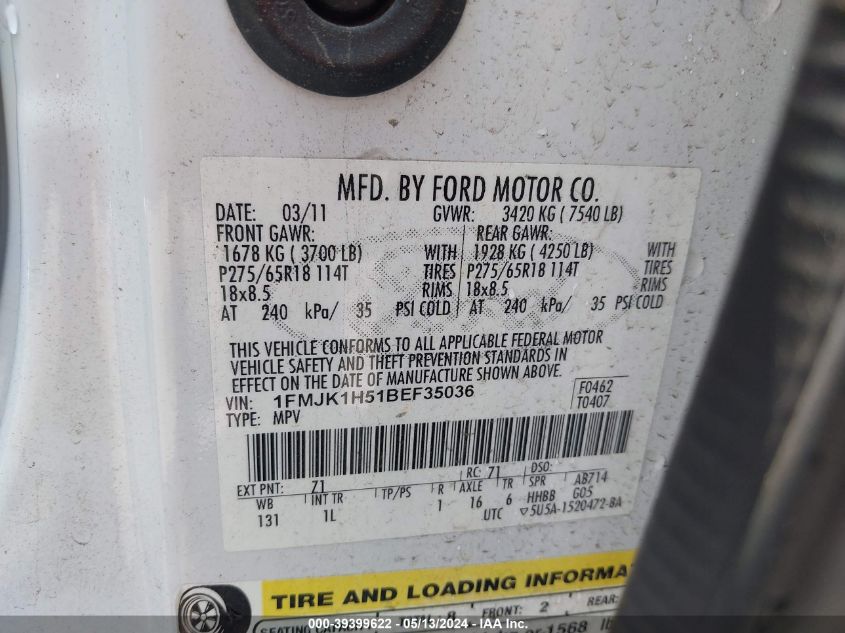 MFD. BY FORD MOTOR CO.
DATE: 03/11 GVWR: 3420 KG ( 7540 LB)
FRONT GAWR: REAR GAWR:
1678 KG ( 3700 LB) WITH 1928 KG ( 4250 LB) WITH
P275/65R18 114T TIRES P275/65R18 114T TIRES
18x8.5 RIMS 18x8.5 RIMS
AT 240 kPa/ 35 PSI COLD AT 240 kPa/ 35 PSI COLD
THIS VEHICLE CONFORMS TO ALL APPLICABLE FEDERAL MOTOR
VEHICLE SAFETY AND THEFT PREVENTION STANDARDS IN
EFFECT ON THE DATE OF MANUFACTURE SHOWN ABOVE.
VIN: 1FMJK1H51BEF35036 F0462
TYPE: MPV T0407
EXT PNT: Z1 RC: 71 DSO:
WB INT TR TP/PS R AXLE TR SPR AB714
131 1L 1 16 6 HHBB G05
UTC ▽5U5A-1520472-BA
TIRE AND LOADING INFORMA
FRONT: 2 REAR:
1568
000-39399622 - 05/13/2024 - IAA Inc.